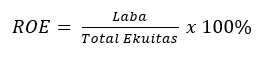 ROE = Laba / Total Ekuitas x 100%